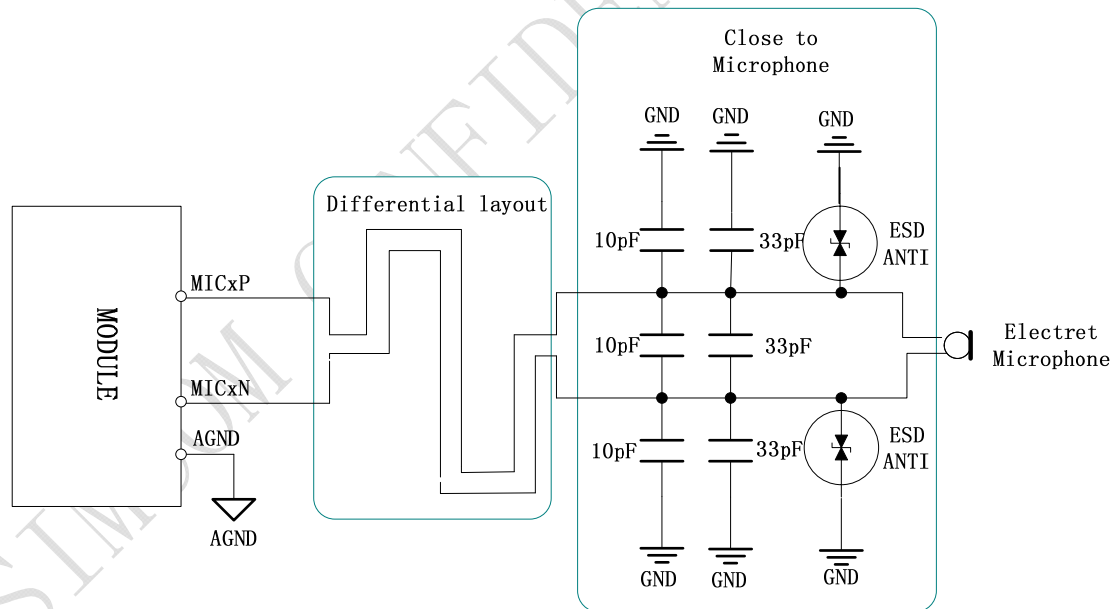 Close to
Microphone
GND
GND
GND
Differential layout
10pF
33pF
ESD
ANTI
MICxP
MODULE
10pF
33pF
Electret
Microphone
MICxN
AGND
10pF
33pF
ESD
ANTI
AGND
GND
GND
GND